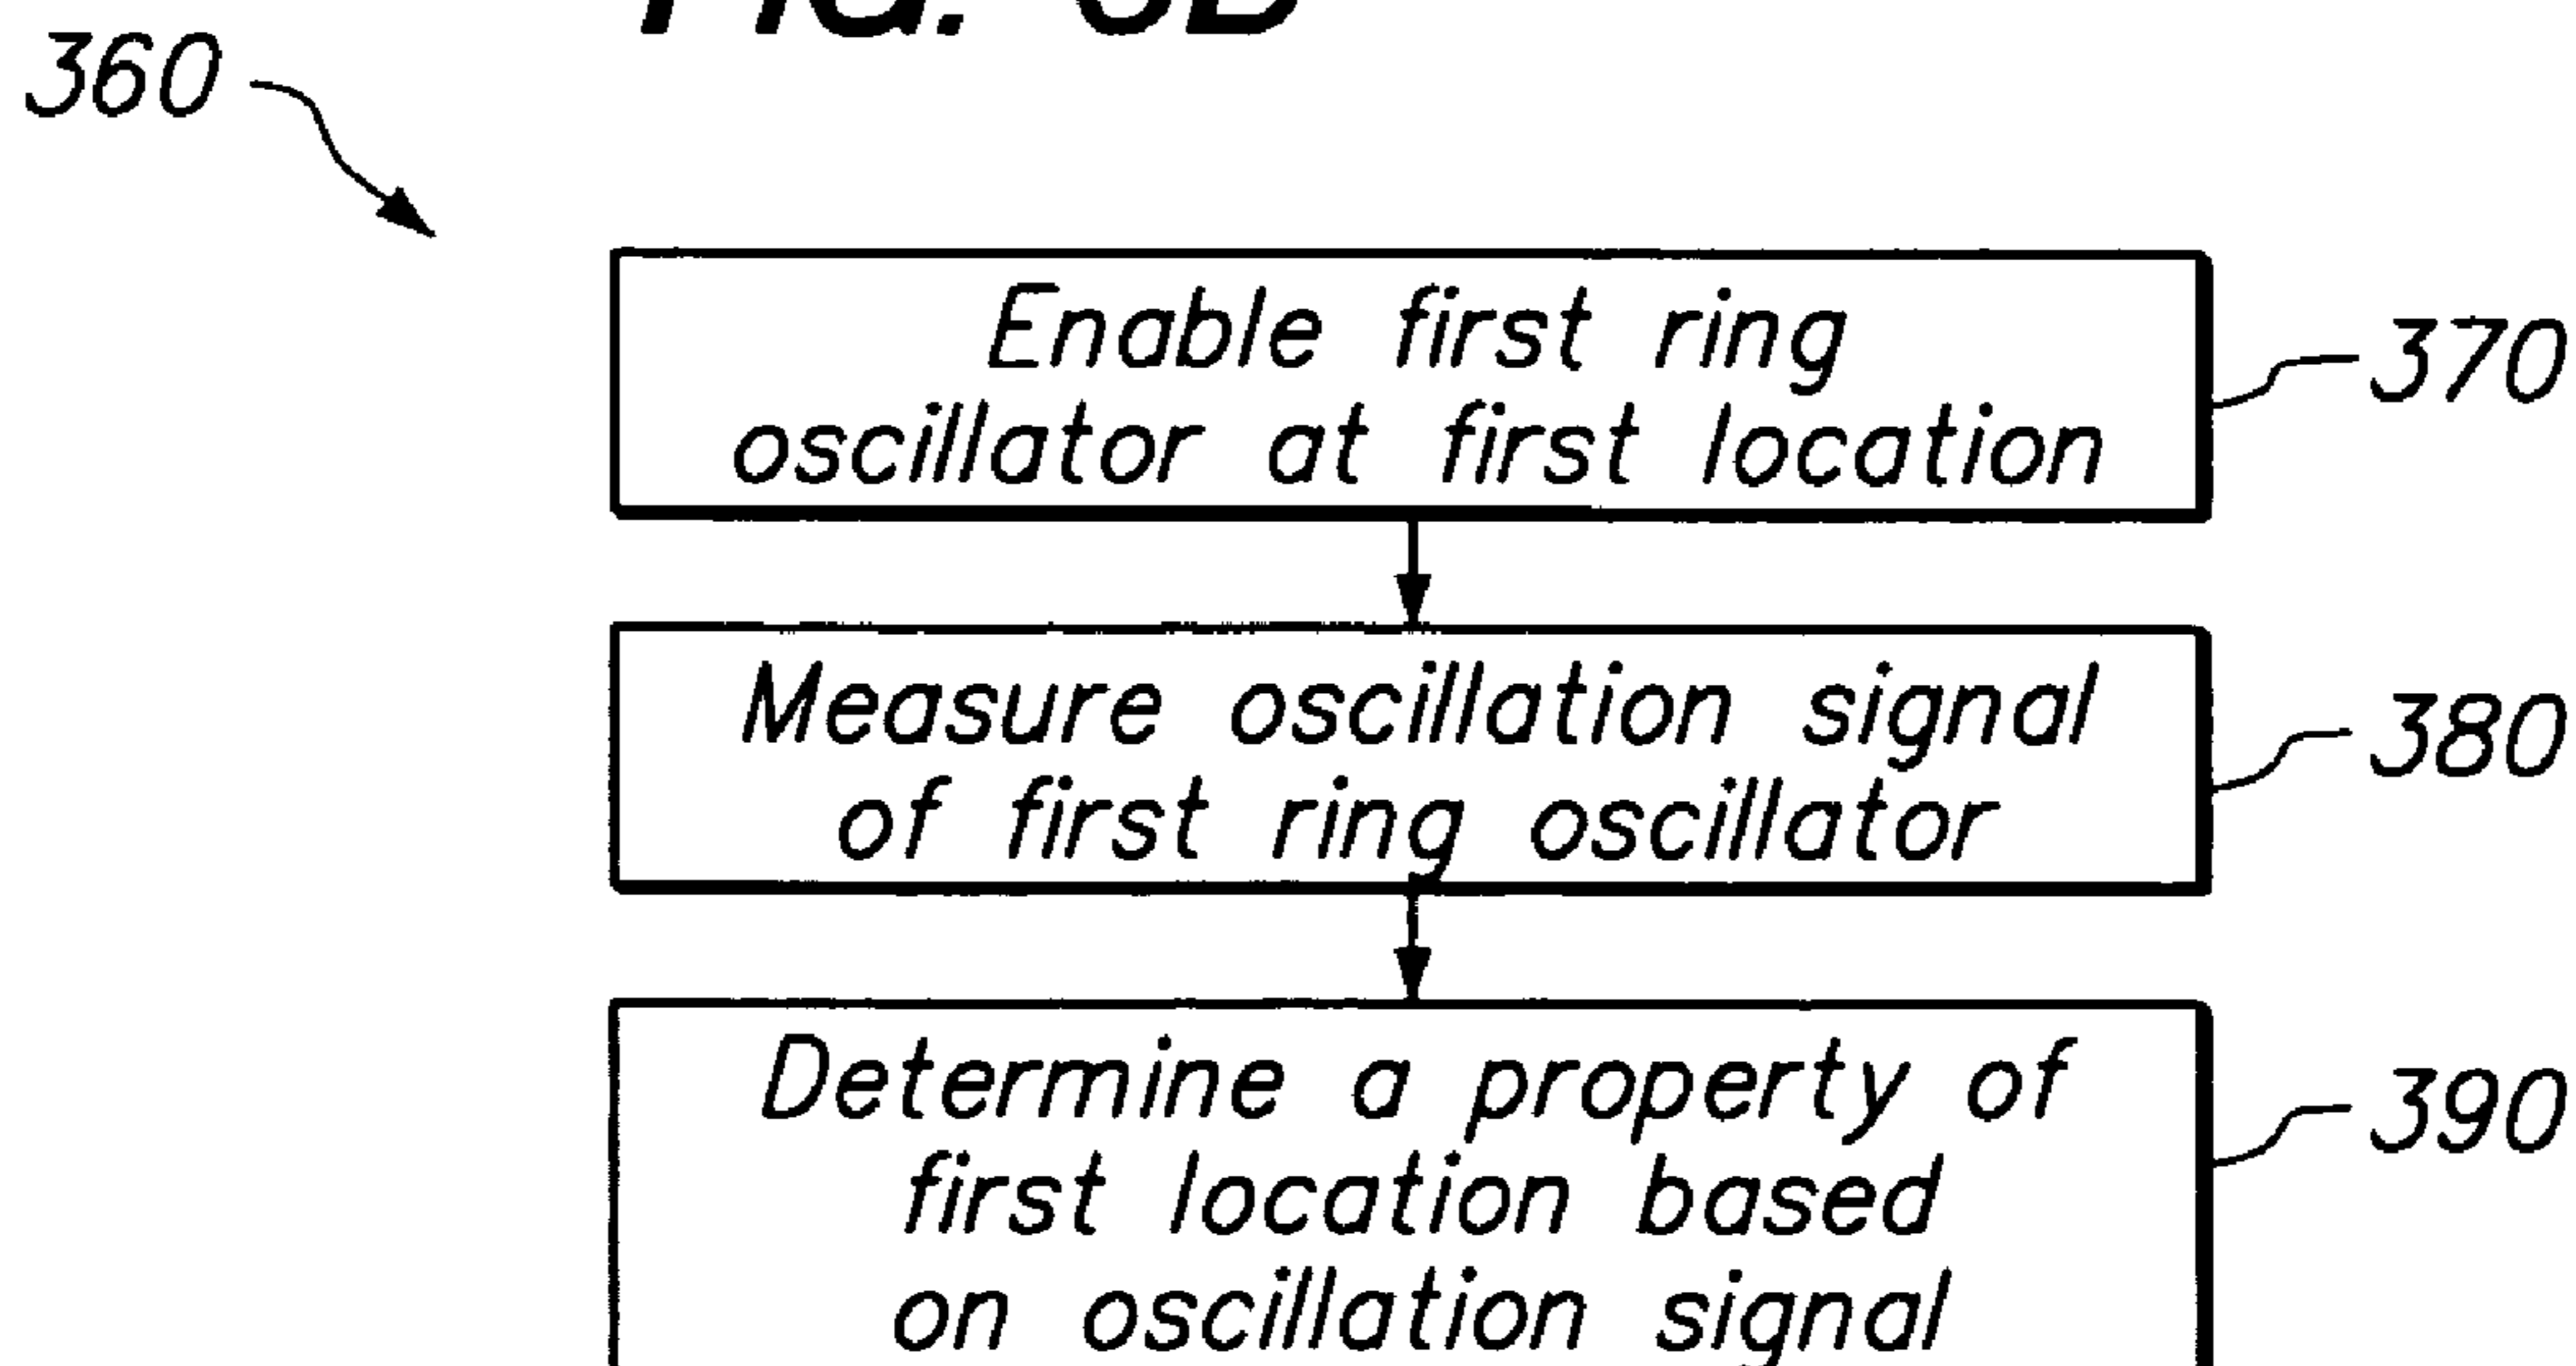 FIG.
360
Enable first ring
oscillator at first location
370
Measure oscillation signal
of first ring oscillator
380
Determine a property of
first location based
on oscillation signal
390